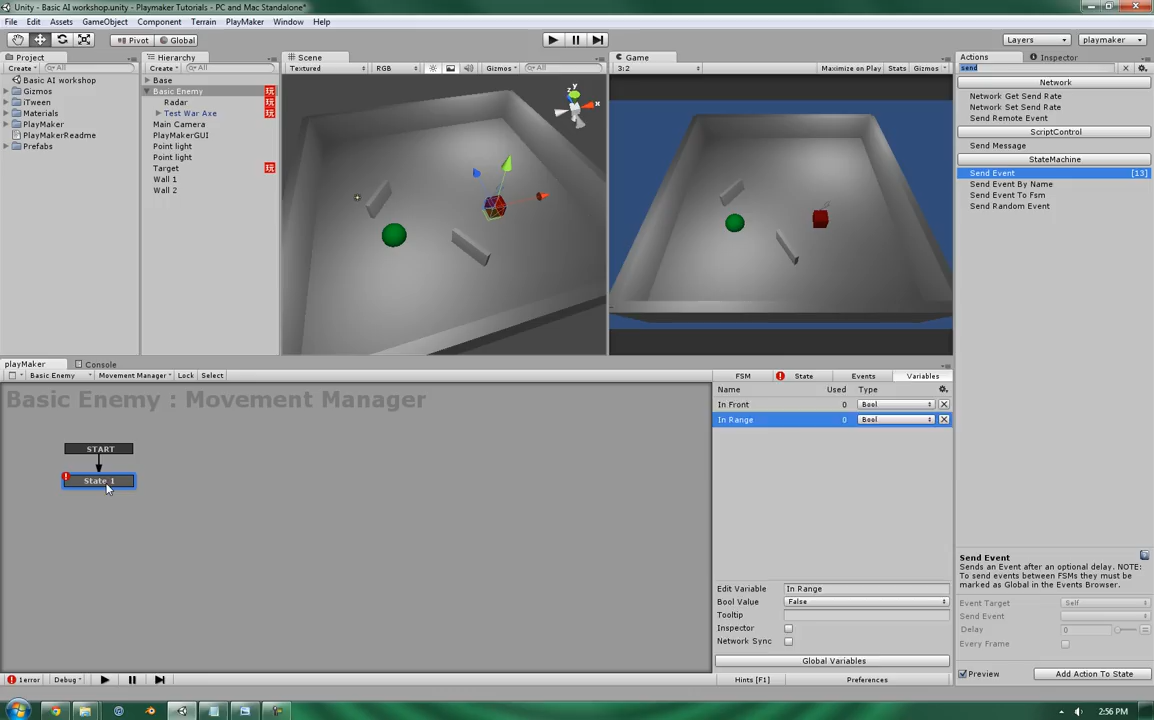 Unity - Basic AI workshop.unity - Playmaker Tutorials - PC and Mac Standalone*
File Edit Assets GameObject Component Terrain PlayMaker Window Help
Pivot Global Layers playmaker
Project Hierarchy Scene Game Actions Inspector
Create All Create All Textured RGB Gizmos All 3:2 Maximize on Play Stats Gizmos send
Basic AI workshop
Gizmos
iTween
Materials
PlayMaker
PlayMakerReadme
Prefabs
Base
Basic Enemy
Radar
Test War Axe
Main Camera
PlayMakerGUI
Point light
Point light
Target
Wall 1
Wall 2
y
z
x
Network
Network Get Send Rate
Network Set Send Rate
Send Remote Event
ScriptControl
Send Message
StateMachine
Send Event [13]
Send Event By Name
Send Event To Fsm
Send Random Event
playMaker Console
Basic Enemy Movement Manager Lock Select FSM State Events Variables
Basic Enemy : Movement Manager
START
State 1
Name Used Type
In Front 0 Bool
In Range 0 Bool
Edit Variable In Range
Bool Value False
Tooltip
Inspector
Network Sync
Global Variables
Hints [F1] Preferences
Send Event
Sends an Event after an optional delay. NOTE:
To send events between FSMs they must be
marked as Global in the Events Browser.
Event Target Self
Send Event
Delay 0
Every Frame
Preview Add Action To State
1error Debug
2:56 PM